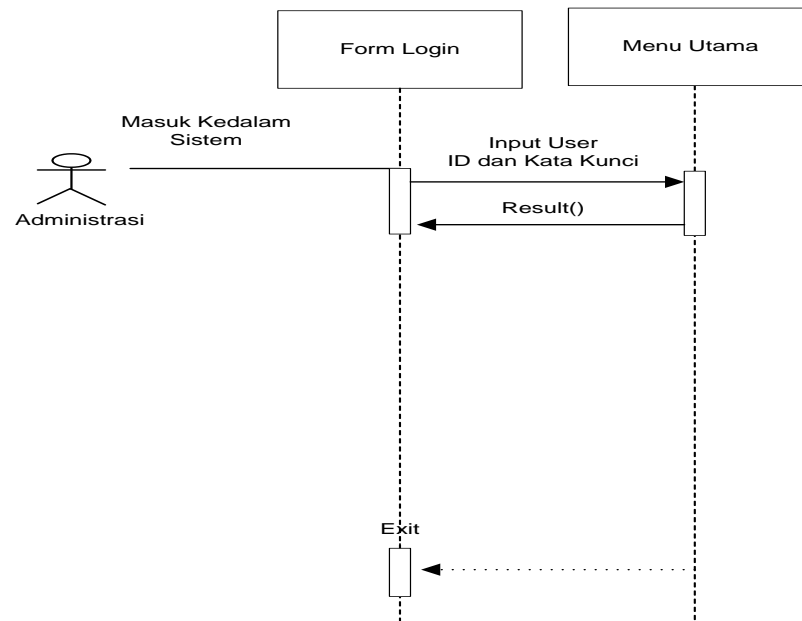 Form Login
Menu Utama
Masuk Kedalam
Sistem
Input User
ID dan Kata Kunci
Result()
Administrasi
Exit